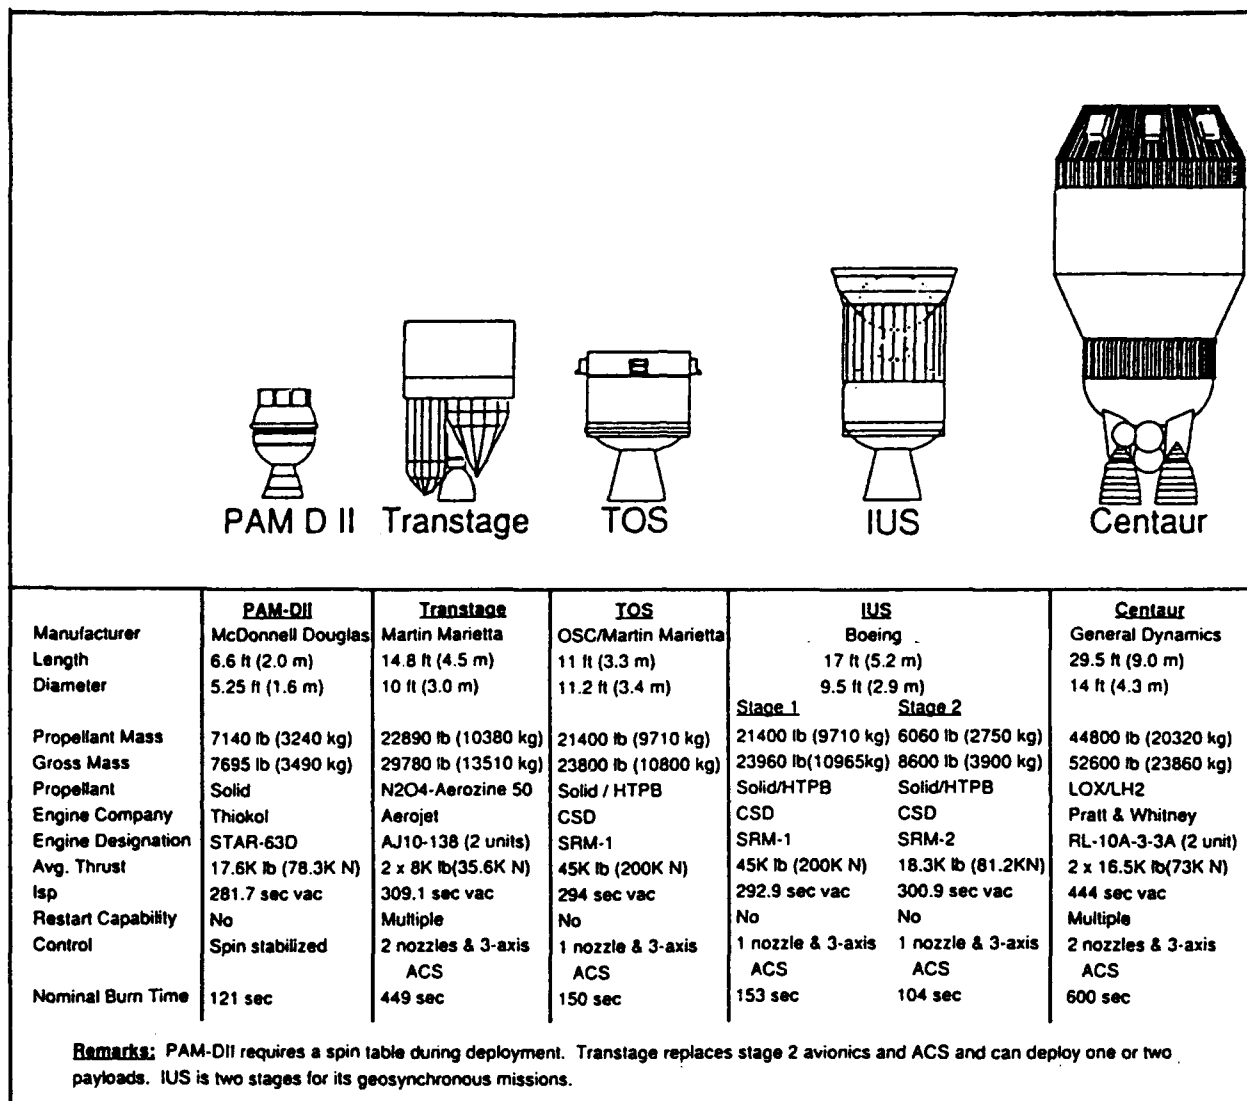 PAM D II Transtage TOS IUS Centaur
PAM-DII Transtage TOS IUS Centaur
Manufacturer McDonnell Douglas Martin Marietta OSC/Martin Marietta Boeing General Dynamics
Length 6.6 ft (2.0 m) 14.8 ft (4.5 m) 11 ft (3.3 m) 17 ft (5.2 m) 29.5 ft (9.0 m)
Diameter 5.25 ft (1.6 m) 10 ft (3.0 m) 11.2 ft (3.4 m) 9.5 ft (2.9 m) 14 ft (4.3 m)
Stage 1 Stage 2
Propellant Mass 7140 lb (3240 kg) 22890 lb (10380 kg) 21400 lb (9710 kg) 21400 lb (9710 kg) 6060 lb (2750 kg) 44800 lb (20320 kg)
Gross Mass 7695 lb (3490 kg) 29780 lb (13510 kg) 23800 lb (10800 kg) 23960 lb(10965kg) 8600 lb (3900 kg) 52600 lb (23860 kg)
Propellant Solid N2O4-Aerozine 50 Solid / HTPB Solid/HTPB Solid/HTPB LOX/LH2
Engine Company Thiokol Aerojet CSD CSD CSD Pratt & Whitney
Engine Designation STAR-63D AJ10-138 (2 units) SRM-1 SRM-1 SRM-2 RL-10A-3-3A (2 unit)
Avg. Thrust 17.6K lb (78.3K N) 2 x 8K lb(35.6K N) 45K lb (200K N) 45K lb (200K N) 18.3K lb (81.2KN) 2 x 16.5K lb(73K N)
Isp 281.7 sec vac 309.1 sec vac 294 sec vac 292.9 sec vac 300.9 sec vac 444 sec vac
Restart Capability No Multiple No No No Multiple
Control Spin stabilized 2 nozzles & 3-axis 1 nozzle & 3-axis 1 nozzle & 3-axis 1 nozzle & 3-axis 2 nozzles & 3-axis
ACS ACS ACS ACS ACS
Nominal Burn Time 121 sec 449 sec 150 sec 153 sec 104 sec 600 sec
Remarks: PAM-DII requires a spin table during deployment. Transtage replaces stage 2 avionics and ACS and can deploy one or two
payloads. IUS is two stages for its geosynchronous missions.